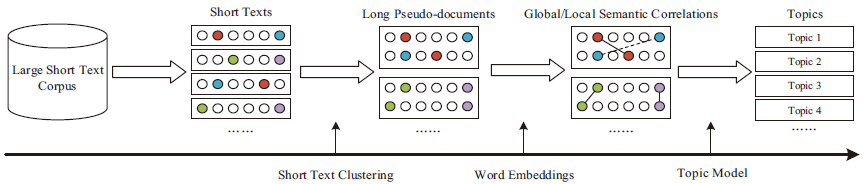 Short Texts
Long Pseudo-documents
Global/Local Semantic Correlations
Topics
Large Short Text
Corpus
Topic 1
Topic 2
Topic 3
Topic 4
……
……
……
……
Short Text Clustering
Word Embeddings
Topic Model